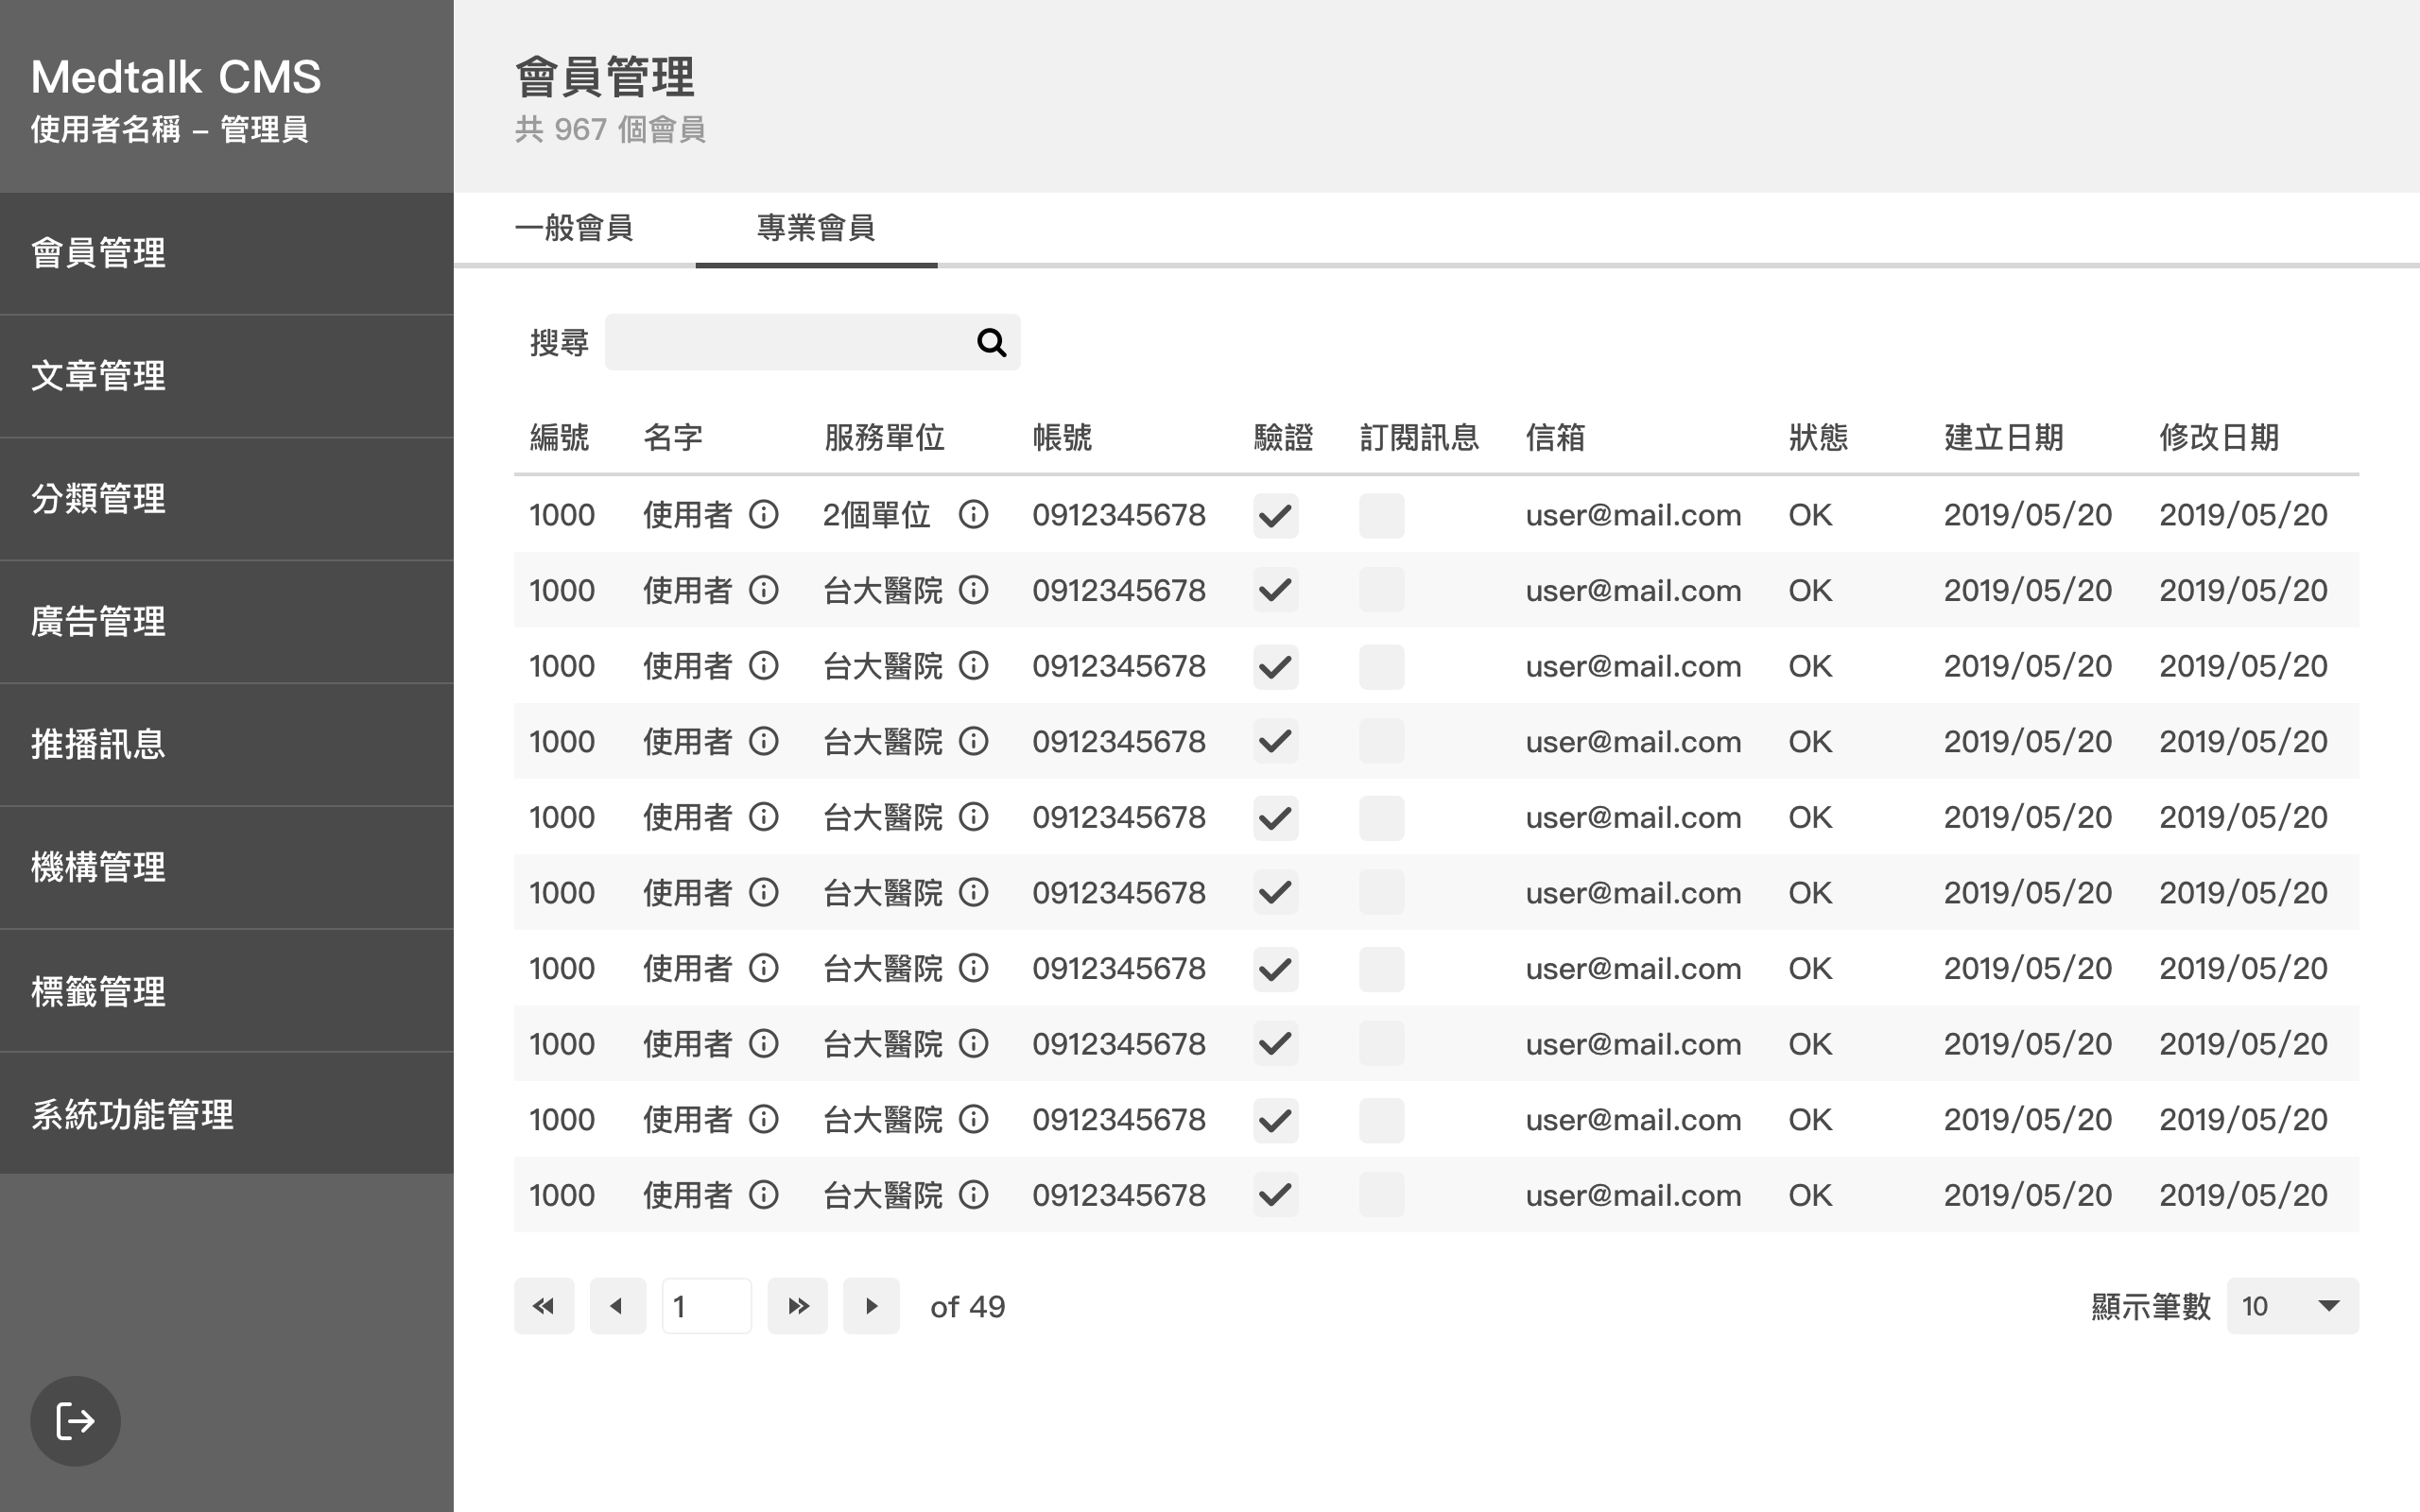 Medtalk CMS
使用者名稱 – 管理員
會員管理
文章管理
分類管理
廣告管理
推播訊息
機構管理
標籤管理
系統功能管理
會員管理
共 967 個會員
一般會員 專業會員
搜尋
編號 名字 服務單位 帳號 驗證 訂閱訊息 信箱 狀態 建立日期 修改日期
1000 使用者 2個單位 0912345678 user@mail.com OK 2019/05/20 2019/05/20
1000 使用者 台大醫院 0912345678 user@mail.com OK 2019/05/20 2019/05/20
1000 使用者 台大醫院 0912345678 user@mail.com OK 2019/05/20 2019/05/20
1000 使用者 台大醫院 0912345678 user@mail.com OK 2019/05/20 2019/05/20
1000 使用者 台大醫院 0912345678 user@mail.com OK 2019/05/20 2019/05/20
1000 使用者 台大醫院 0912345678 user@mail.com OK 2019/05/20 2019/05/20
1000 使用者 台大醫院 0912345678 user@mail.com OK 2019/05/20 2019/05/20
1000 使用者 台大醫院 0912345678 user@mail.com OK 2019/05/20 2019/05/20
1000 使用者 台大醫院 0912345678 user@mail.com OK 2019/05/20 2019/05/20
1000 使用者 台大醫院 0912345678 user@mail.com OK 2019/05/20 2019/05/20
1 of 49 顯示筆數 10